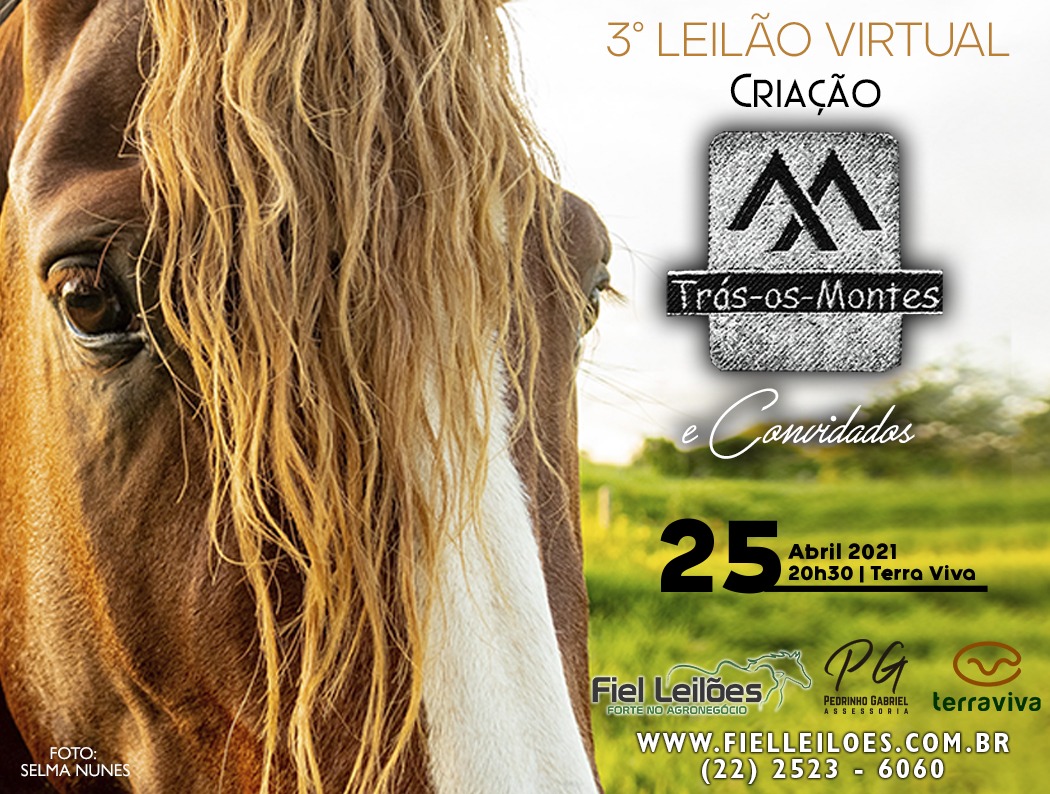 3° LEILÃO VIRTUAL
CRIAÇÃO
Trás-os-Montes
e Convidados
25
Abril 2021
20h30 | Terra Viva
Fiel Leilões
FORTE NO AGRONEGÓCIO
PG
PEDRINHO GABRIEL
ASSESSORIA
terraviva
WWW.FIELLEILOES.COM.BR
(22) 2523 - 6060
FOTO:
SELMA NUNES